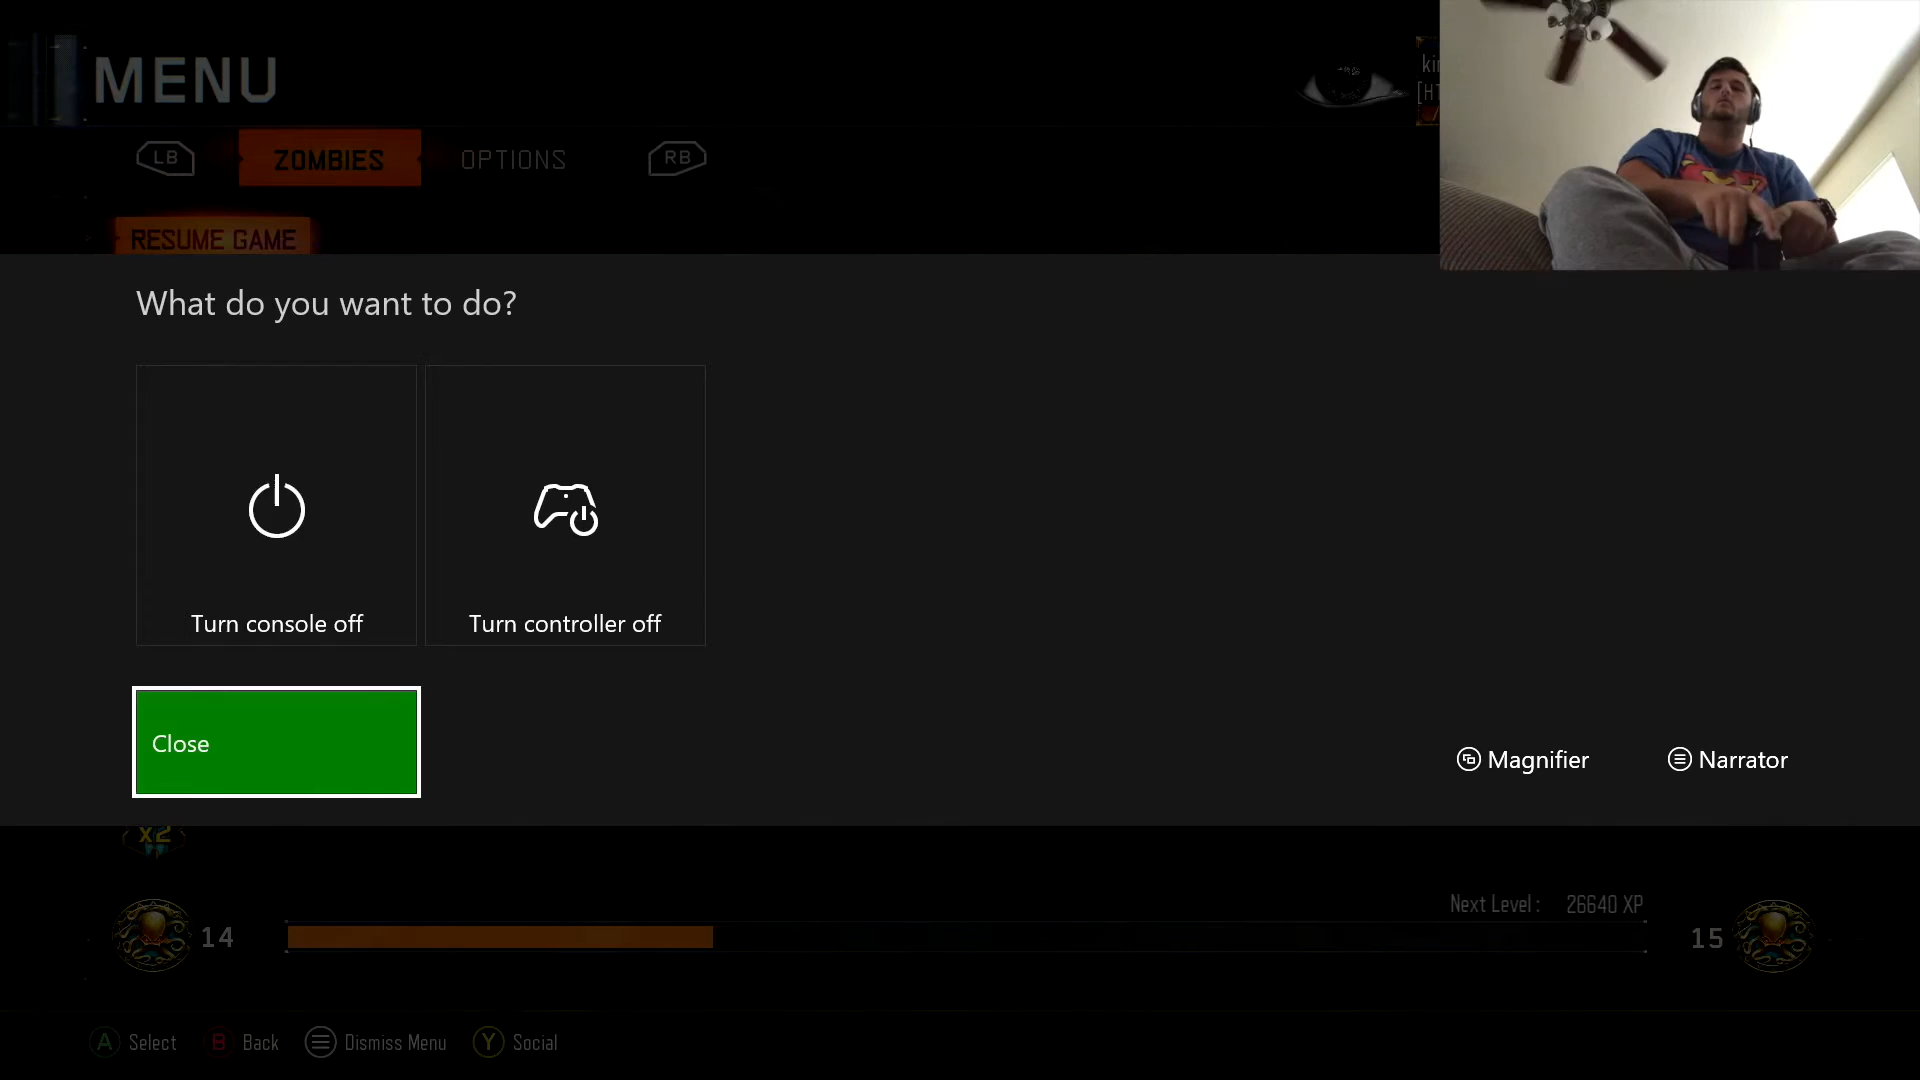 MENU
LB
ZOMBIES
OPTIONS
RB
RESUME GAME
What do you want to do?
Turn console off
Turn controller off
Close
Magnifier
Narrator
x2
Next Level : 26640 XP
14
15
A Select
B Back
Dismiss Menu
Y Social